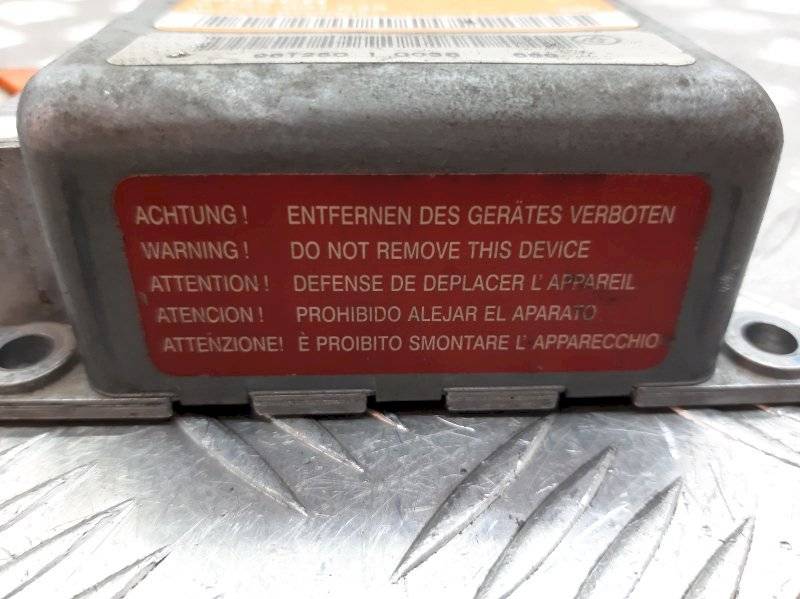 ACHTUNG! ENTFERNEN DES GERÄTES VERBOTEN
WARNING! DO NOT REMOVE THIS DEVICE
ATTENTION! DEFENSE DE DEPLACER L'APPAREIL
ATENCION! PROHIBIDO ALEJAR EL APARATO
ATTENZIONE! È PROIBITO SMONTARE L'APPARECCHIO